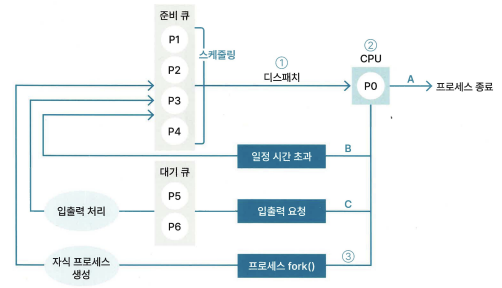 준비 큐
P1
스케줄링
P2
P3
P4
①
디스패치
②
CPU
P0
A
프로세스 종료
일정 시간 초과
B
대기 큐
P5
P6
입출력 처리
입출력 요청
C
자식 프로세스
생성
프로세스 fork()
③